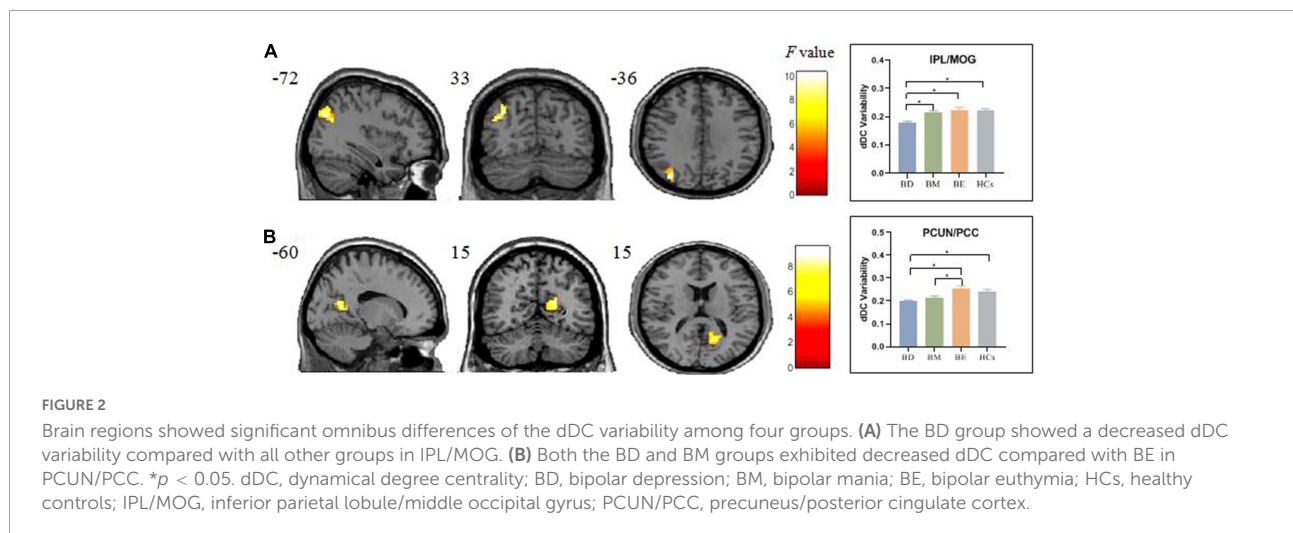 A
-72
33
-36
F value
10
8
6
4
2
0
IPL/MOG
dDC Variability
0.4
0.3
0.2
0.1
0.0
*
*
*
BD BM BE HCs
B
-60
15
15
8
6
4
2
0
PCUN/PCC
dDC Variability
0.5
0.4
0.3
0.2
0.1
0.0
*
*
*
BD BM BE HCs
FIGURE 2
Brain regions showed significant omnibus differences of the dDC variability among four groups. (A) The BD group showed a decreased dDC
variability compared with all other groups in IPL/MOG. (B) Both the BD and BM groups exhibited decreased dDC compared with BE in
PCUN/PCC. *p < 0.05. dDC, dynamical degree centrality; BD, bipolar depression; BM, bipolar mania; BE, bipolar euthymia; HCs, healthy
controls; IPL/MOG, inferior parietal lobule/middle occipital gyrus; PCUN/PCC, precuneus/posterior cingulate cortex.